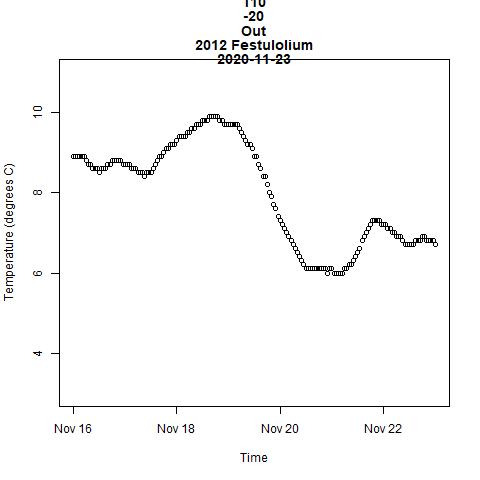 110
-20
Out
2012 Festulolium
2020-11-23
Temperature (degrees C)
10
8
6
4
Nov 16
Nov 18
Nov 20
Nov 22
Time